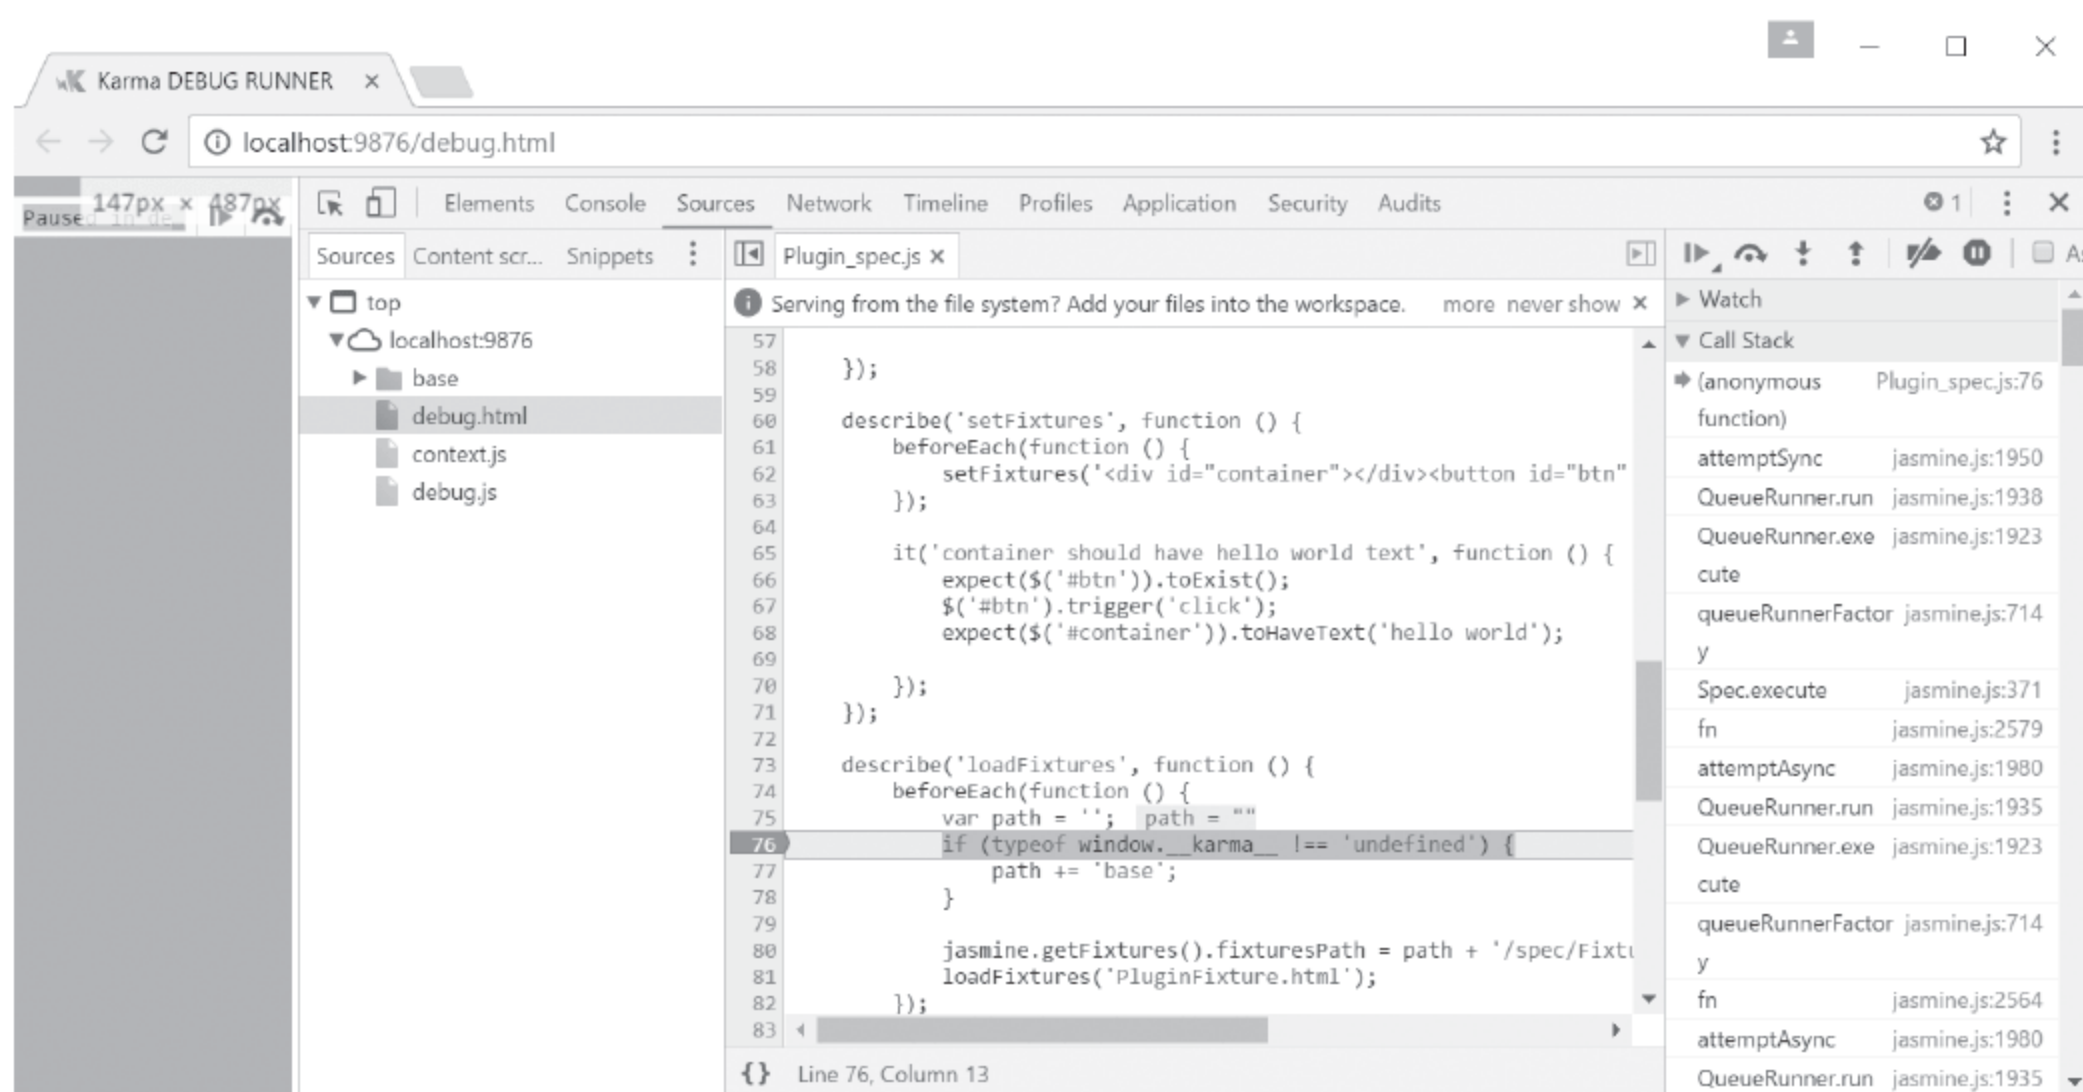 Karma DEBUG RUNNER
localhost:9876/debug.html
147px × 487px
Paused in de...
Elements Console Sources Network Timeline Profiles Application Security Audits
1
Sources Content scr... Snippets
top
localhost:9876
base
debug.html
context.js
debug.js
Plugin_spec.js
Serving from the file system? Add your files into the workspace. more never show
57
58 });
59
60 describe('setFixtures', function () {
61 beforeEach(function () {
62 setFixtures('<div id="container"></div><button id="btn"
63 });
64
65 it('container should have hello world text', function () {
66 expect($('#btn')).toExist();
67 $('#btn').trigger('click');
68 expect($('#container')).toHaveText('hello world');
69
70 });
71 });
72
73 describe('loadFixtures', function () {
74 beforeEach(function () {
75 var path = ''; path = ""
76 if (typeof window.__karma__ !== 'undefined') {
77 path += 'base';
78 }
79
80 jasmine.getFixtures().fixturesPath = path + '/spec/Fixtu
81 loadFixtures('PluginFixture.html');
82 });
83
{} Line 76, Column 13
As
Watch
Call Stack
(anonymous Plugin_spec.js:76
function)
attemptSync jasmine.js:1950
QueueRunner.run jasmine.js:1938
QueueRunner.exe jasmine.js:1923
cute
queueRunnerFactor jasmine.js:714
y
Spec.execute jasmine.js:371
fn jasmine.js:2579
attemptAsync jasmine.js:1980
QueueRunner.run jasmine.js:1935
QueueRunner.exe jasmine.js:1923
cute
queueRunnerFactor jasmine.js:714
y
fn jasmine.js:2564
attemptAsync jasmine.js:1980
QueueRunner.run jasmine.js:1935